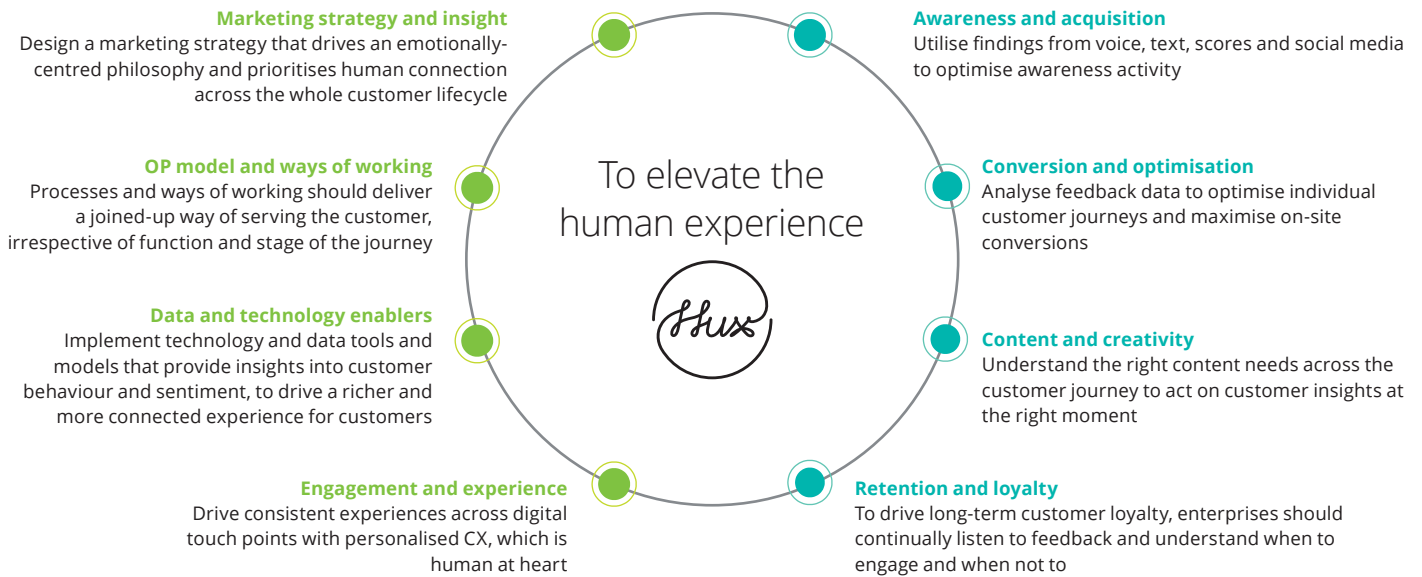 Marketing strategy and insight
Design a marketing strategy that drives an emotionally-
centred philosophy and prioritises human connection
across the whole customer lifecycle
OP model and ways of working
Processes and ways of working should deliver
a joined-up way of serving the customer,
irrespective of function and stage of the journey
Data and technology enablers
Implement technology and data tools and
models that provide insights into customer
behaviour and sentiment, to drive a richer and
more connected experience for customers
Engagement and experience
Drive consistent experiences across digital
touch points with personalised CX, which is
human at heart
To elevate the
human experience
Hux
Awareness and acquisition
Utilise findings from voice, text, scores and social media
to optimise awareness activity
Conversion and optimisation
Analyse feedback data to optimise individual
customer journeys and maximise on-site
conversions
Content and creativity
Understand the right content needs across the
customer journey to act on customer insights at
the right moment
Retention and loyalty
To drive long-term customer loyalty, enterprises should
continually listen to feedback and understand when to
engage and when not to